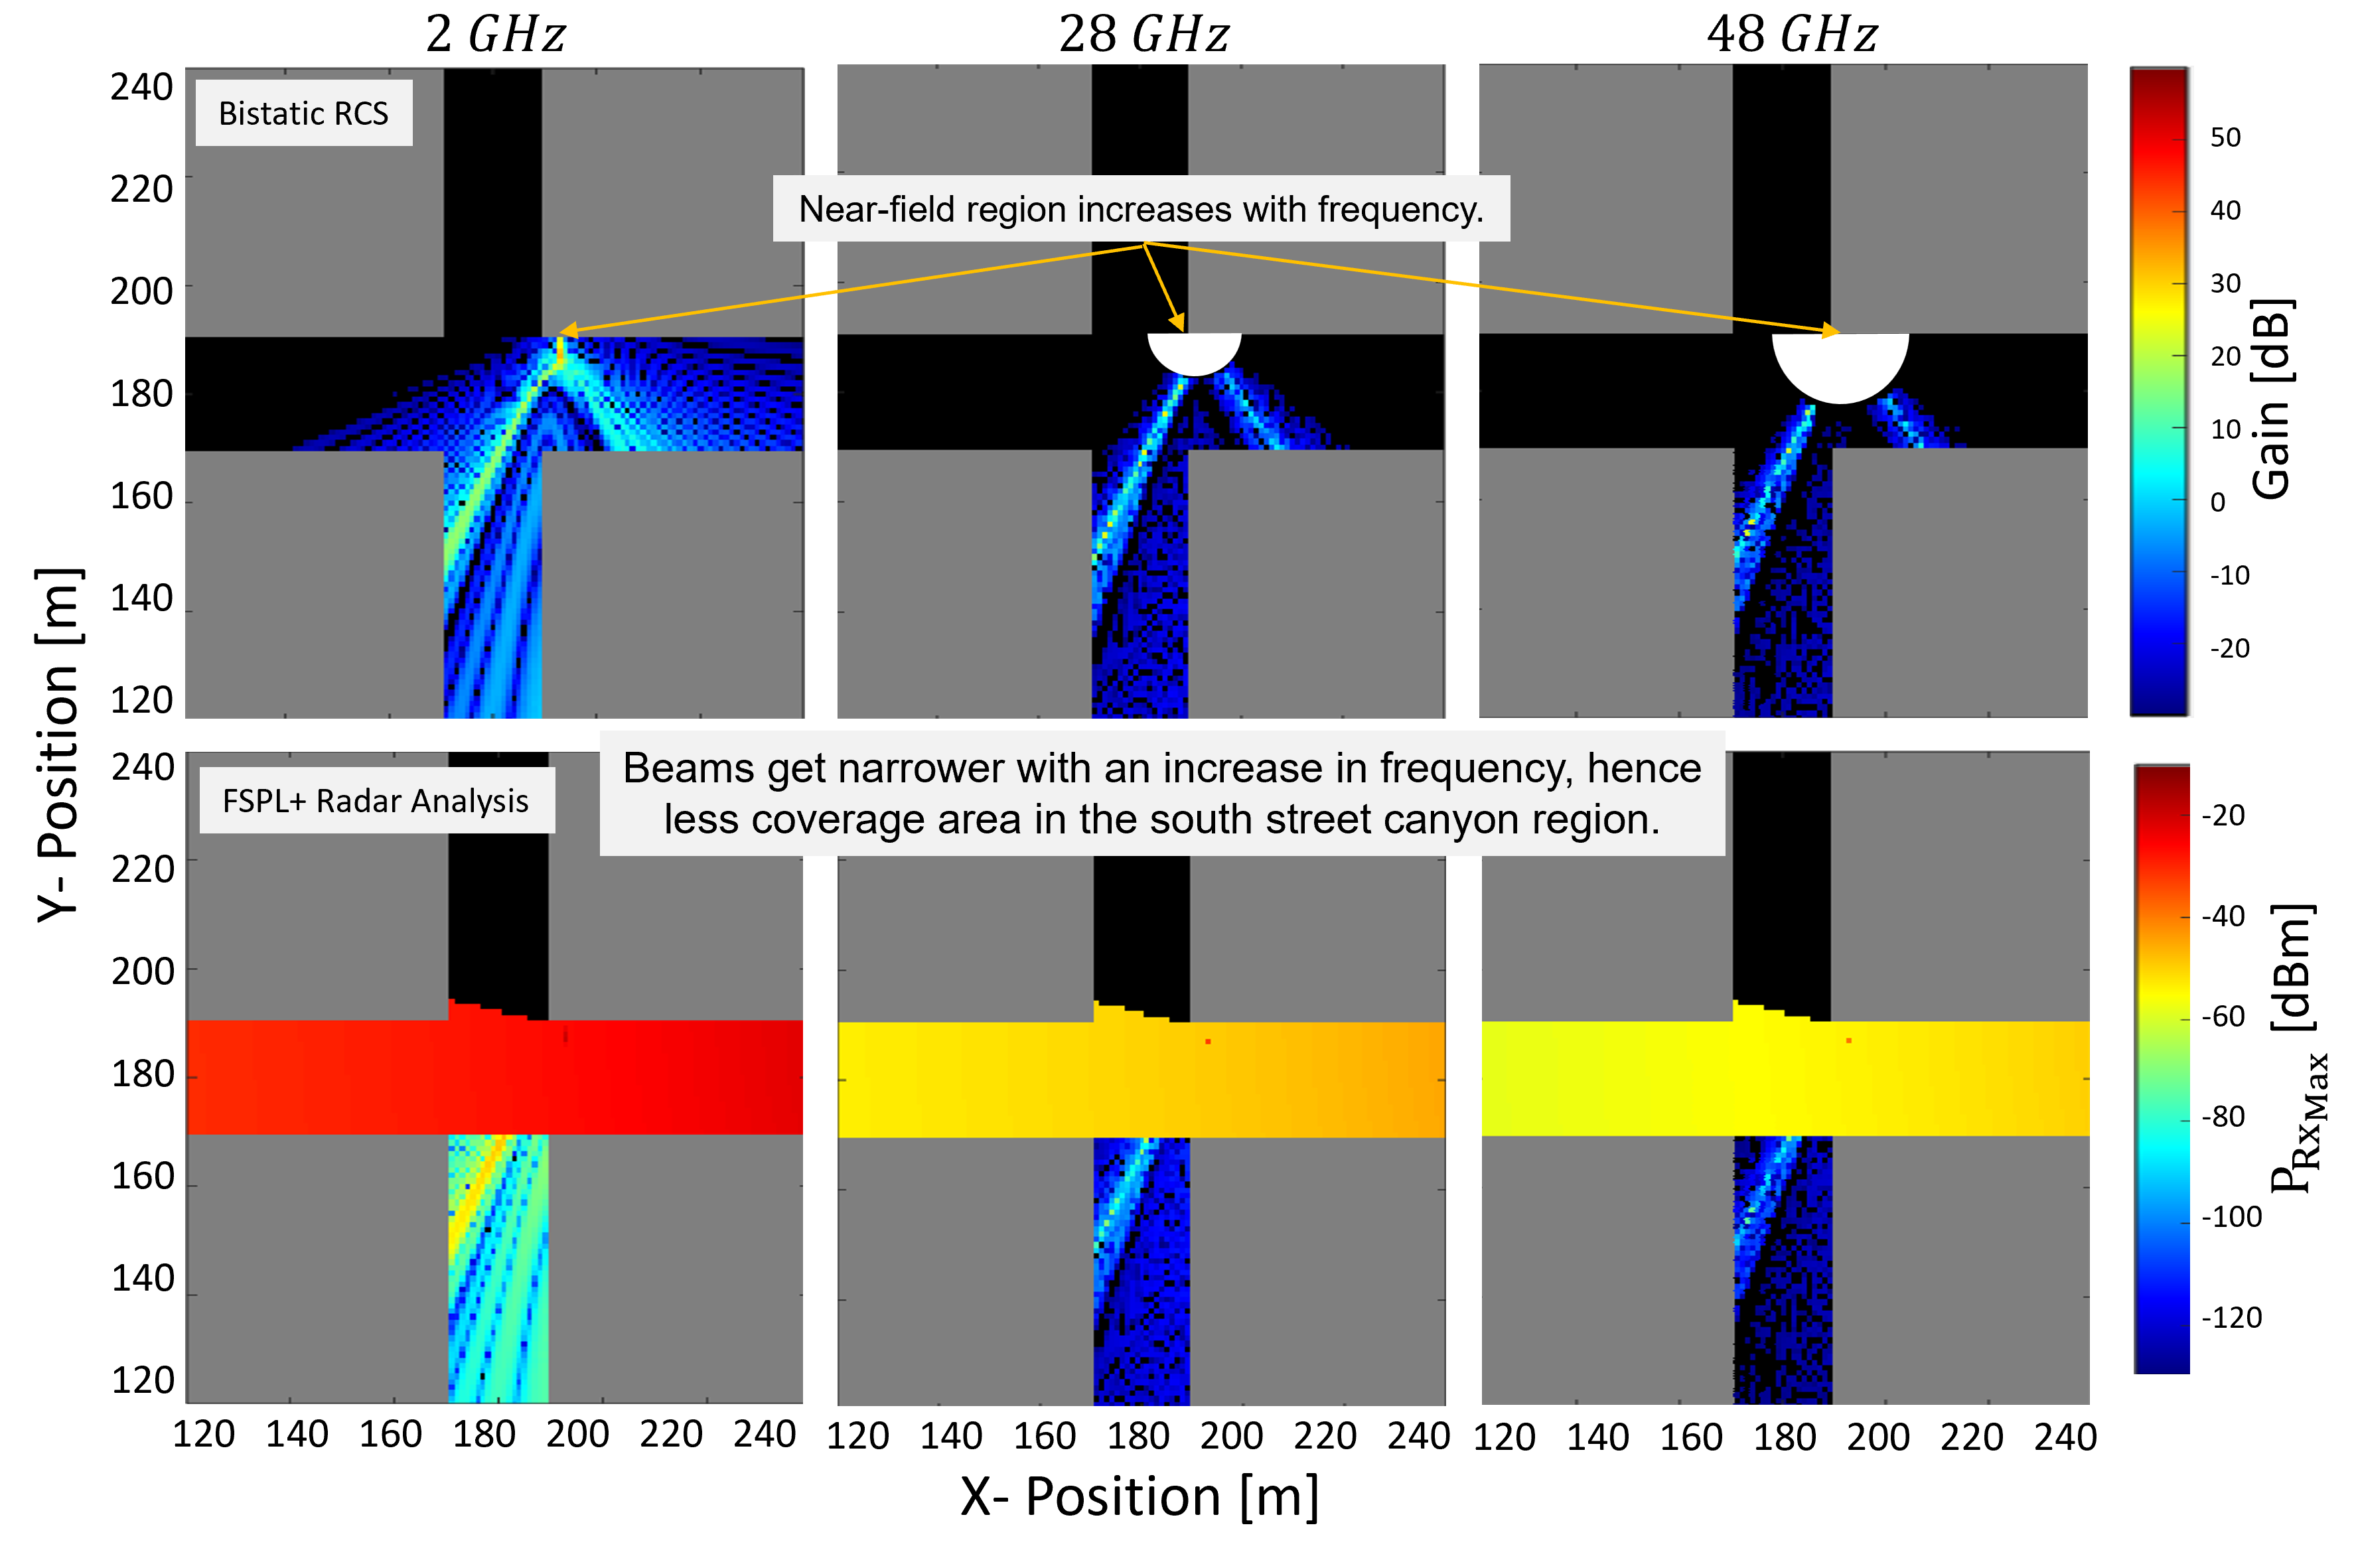 2 GHz
28 GHz
48 GHz
Bistatic RCS
Near-field region increases with frequency.
240
220
200
180
160
140
120
50
40
30
20
10
0
-10
-20
Gain [dB]
Y- Position [m]
FSPL+ Radar Analysis
Beams get narrower with an increase in frequency, hence
less coverage area in the south street canyon region.
240
220
200
180
160
140
120
-20
-40
-60
-80
-100
-120
P_RxMax [dBm]
120 140 160 180 200 220 240
120 140 160 180 200 220 240
120 140 160 180 200 220 240
X- Position [m]